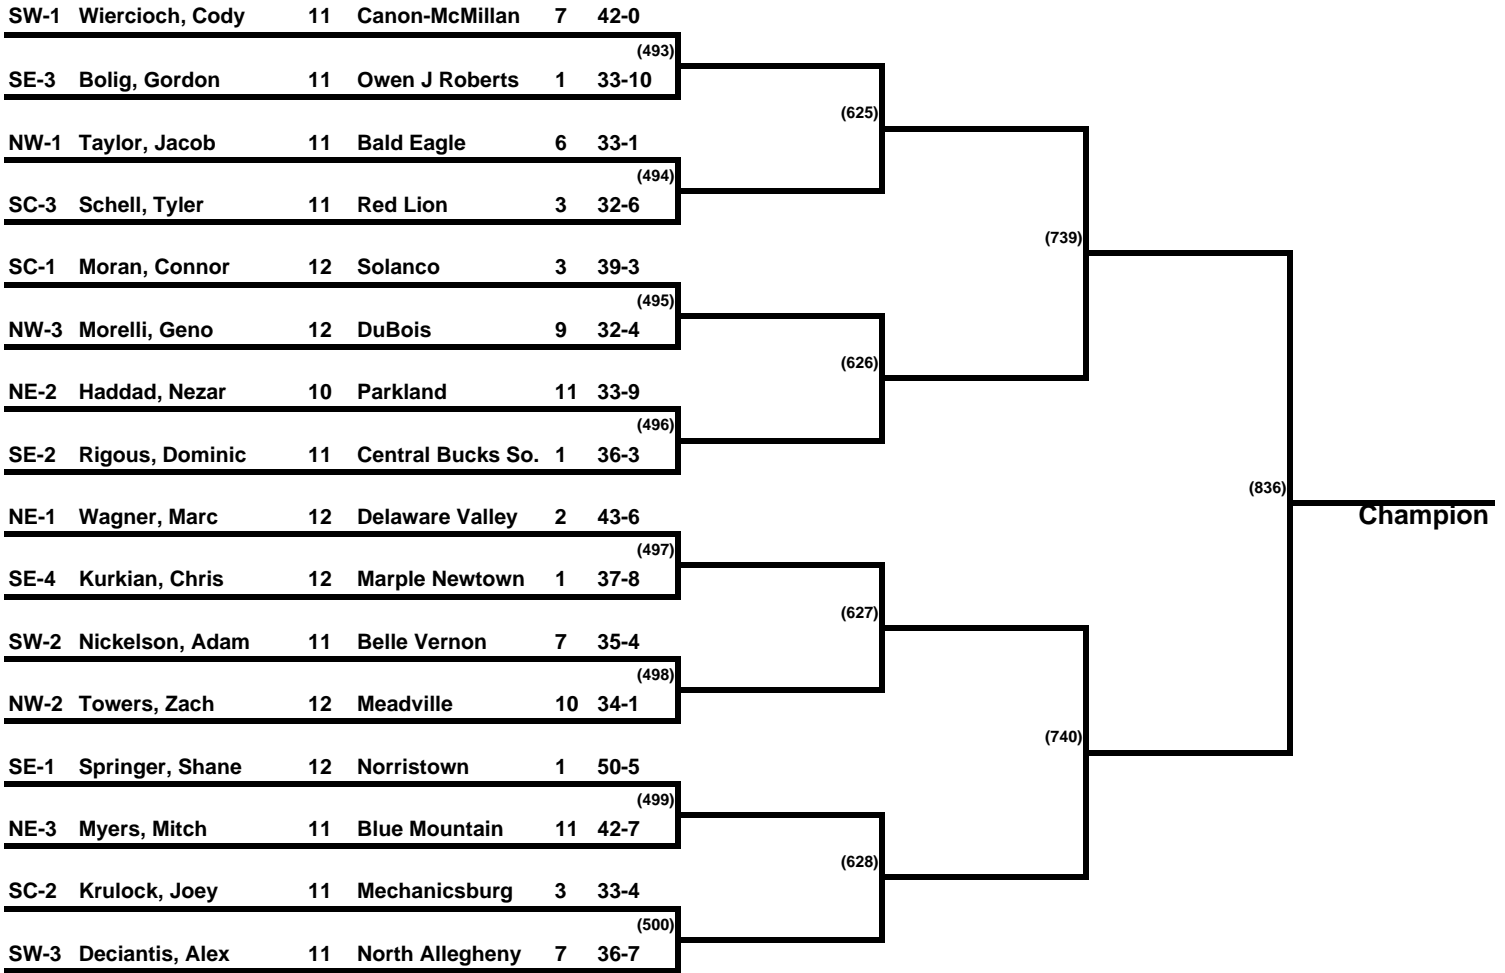 SW-1 Wiercioch, Cody 11 Canon-McMillan 7 42-0
(493)
SE-3 Bolig, Gordon 11 Owen J Roberts 1 33-10
(625)
NW-1 Taylor, Jacob 11 Bald Eagle 6 33-1
(494)
SC-3 Schell, Tyler 11 Red Lion 3 32-6
(739)
SC-1 Moran, Connor 12 Solanco 3 39-3
(495)
NW-3 Morelli, Geno 12 DuBois 9 32-4
(626)
NE-2 Haddad, Nezar 10 Parkland 11 33-9
(496)
SE-2 Rigous, Dominic 11 Central Bucks So. 1 36-3
(836)
NE-1 Wagner, Marc 12 Delaware Valley 2 43-6
Champion
(497)
SE-4 Kurkian, Chris 12 Marple Newtown 1 37-8
(627)
SW-2 Nickelson, Adam 11 Belle Vernon 7 35-4
(498)
NW-2 Towers, Zach 12 Meadville 10 34-1
(740)
SE-1 Springer, Shane 12 Norristown 1 50-5
(499)
NE-3 Myers, Mitch 11 Blue Mountain 11 42-7
(628)
SC-2 Krulock, Joey 11 Mechanicsburg 3 33-4
(500)
SW-3 Deciantis, Alex 11 North Allegheny 7 36-7